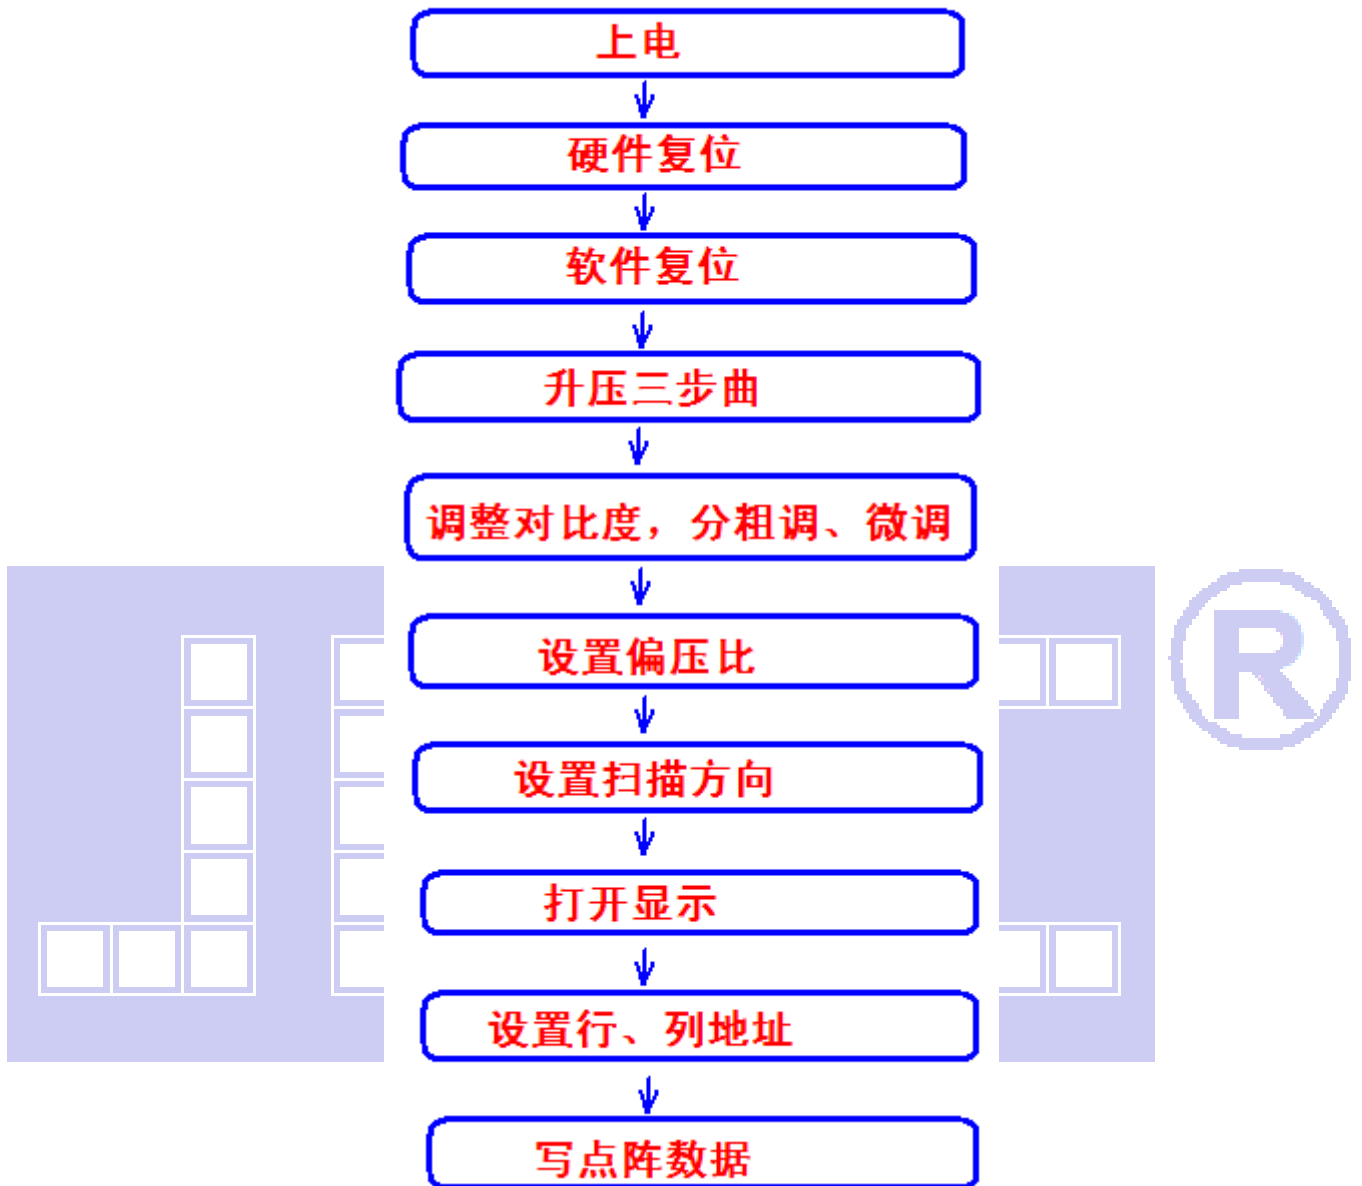 上电
硬件复位
软件复位
升压三步曲
调整对比度，分粗调、微调
设置偏压比
设置扫描方向
打开显示
设置行、列地址
写点阵数据
®